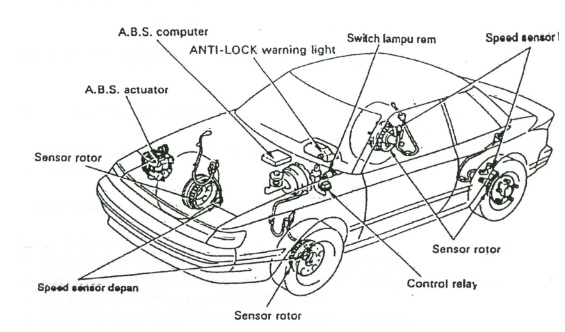 A.B.S. computer
Switch lampu rem
Speed sensor
ANTI-LOCK warning light
A.B.S. actuator
Sensor rotor
Sensor rotor
Speed sensor depan
Control relay
Sensor rotor